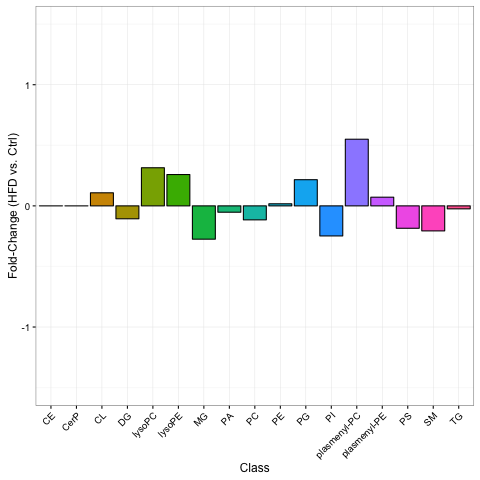 Fold-Change (HFD vs. Ctrl)
1
0
-1
CE
CerP
CL
DG
lysoPC
lysoPE
MG
PA
PC
PE
PG
PI
plasmenyl-PC
plasmenyl-PE
PS
SM
TG
Class